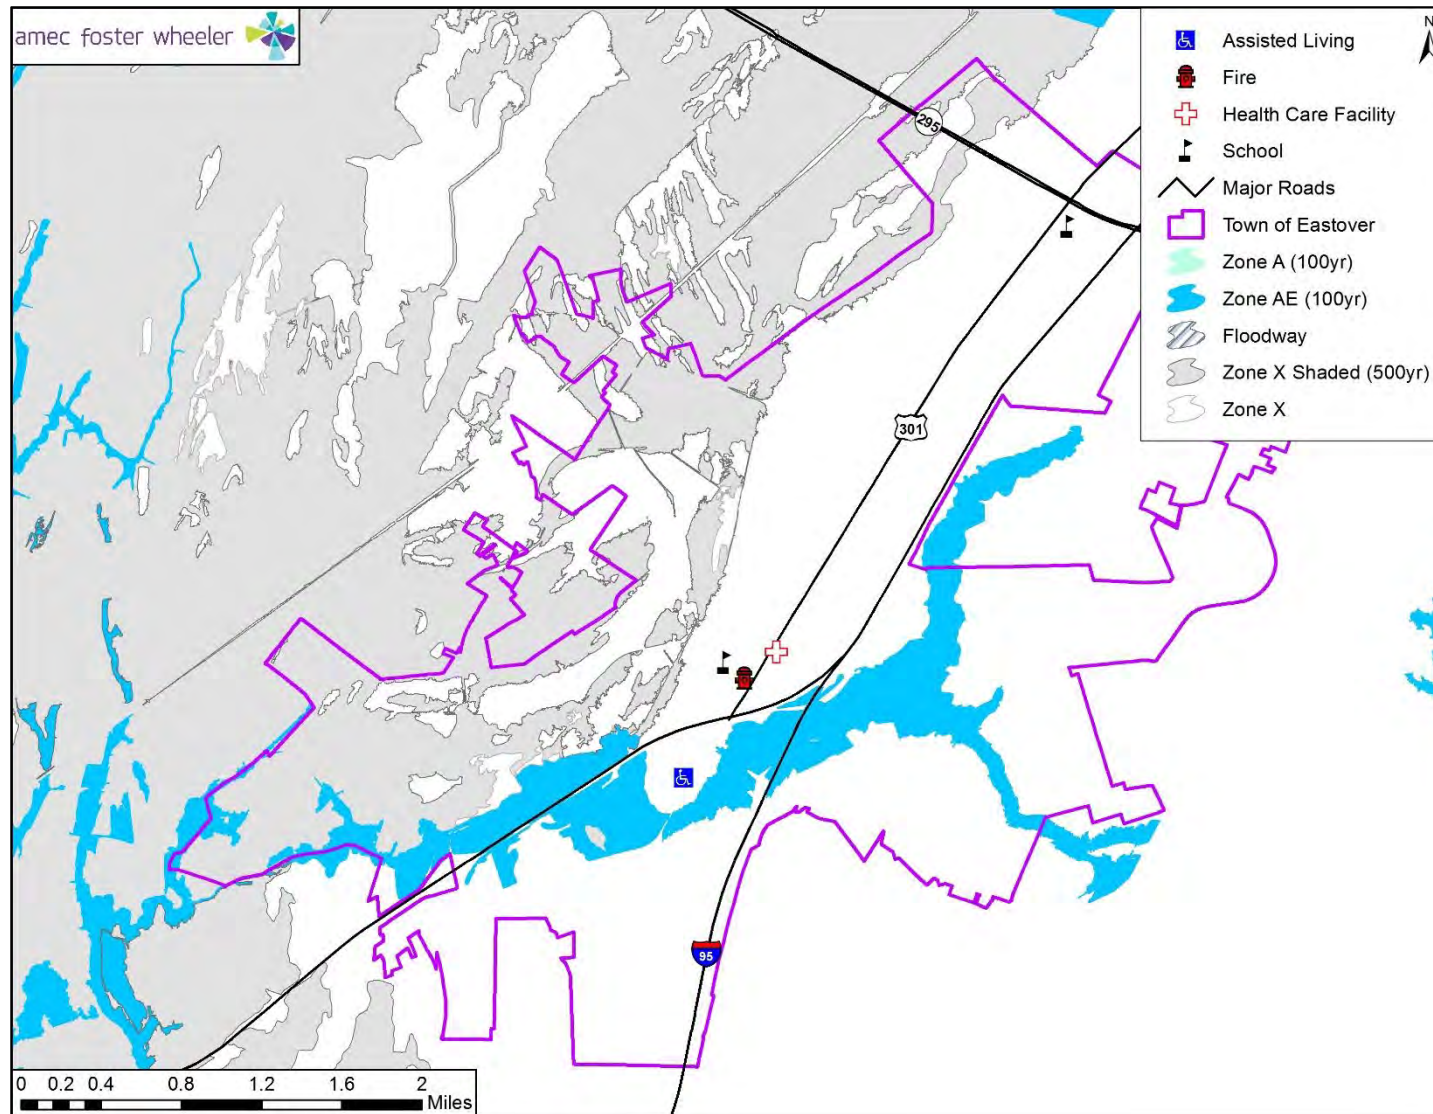 amec foster wheeler
N
Assisted Living
Fire
Health Care Facility
School
Major Roads
Town of Eastover
Zone A (100yr)
Zone AE (100yr)
Floodway
Zone X Shaded (500yr)
Zone X
295
301
95
0 0.2 0.4 0.8 1.2 1.6 2
Miles